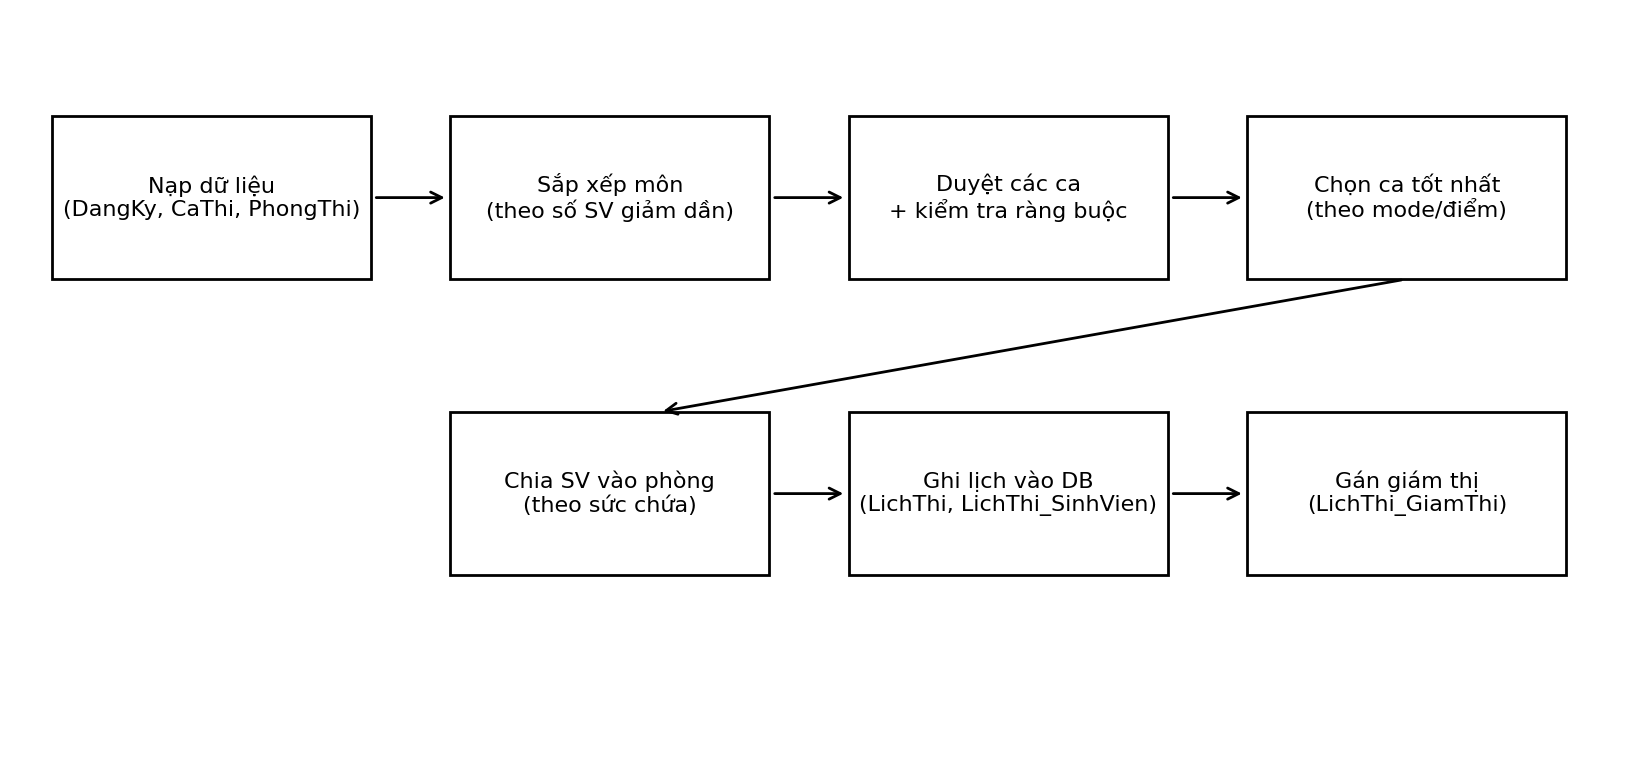 Nạp dữ liệu
(DangKy, CaThi, PhongThi)
Sắp xếp môn
(theo số SV giảm dần)
Duyệt các ca
+ kiểm tra ràng buộc
Chọn ca tốt nhất
(theo mode/điểm)
Chia SV vào phòng
(theo sức chứa)
Ghi lịch vào DB
(LichThi, LichThi_SinhVien)
Gán giám thị
(LichThi_GiamThi)